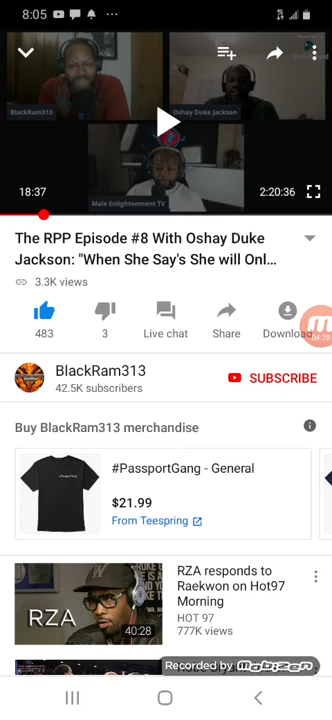 8:05
BlackRam313
Oshay Duke Jackson
Male Enlightenment TV
18:37
2:20:36
The RPP Episode #8 With Oshay Duke
Jackson: "When She Say's She will Onl...
3.3K views
483
3
Live chat
Share
Download
04:20
BlackRam313
42.5K subscribers
SUBSCRIBE
Buy BlackRam313 merchandise
#PassportGang - General
$21.99
From Teespring
RZA responds to
Raekwon on Hot97
Morning
HOT 97
777K views
RZA
40:28
Recorded by mobizen